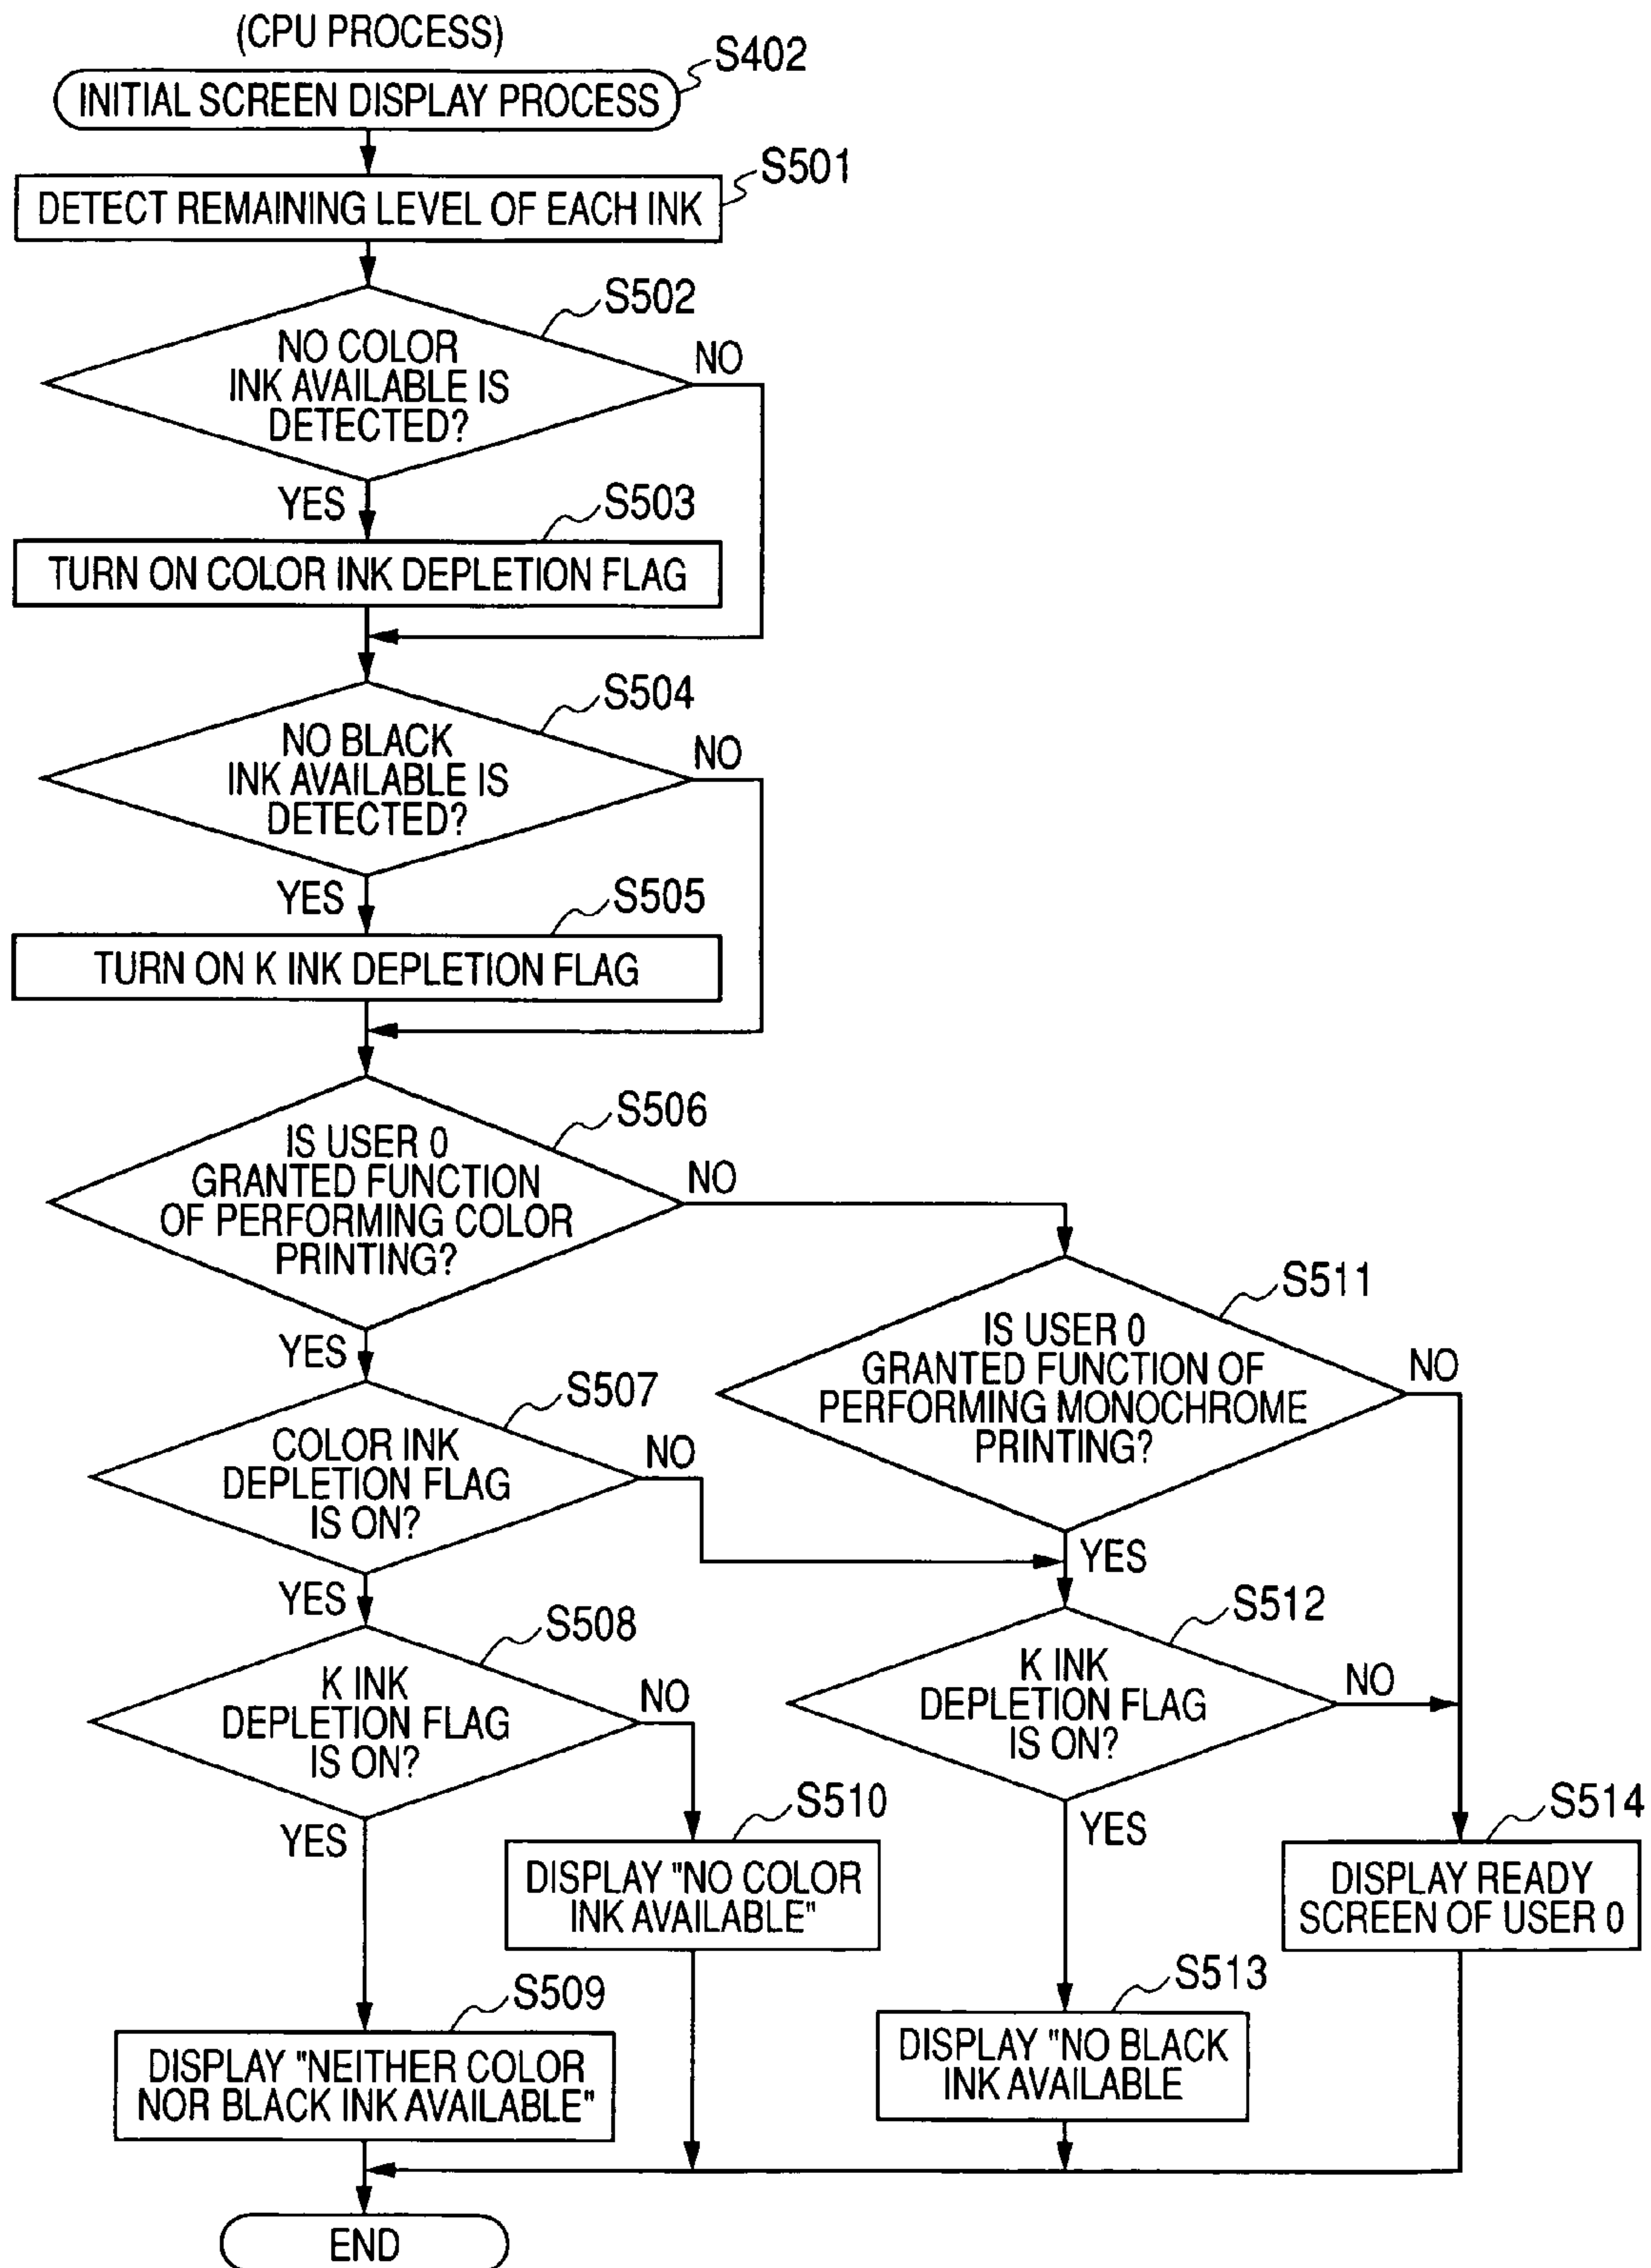 (CPU PROCESS)
S402
INITIAL SCREEN DISPLAY PROCESS
S501
DETECT REMAINING LEVEL OF EACH INK
S502
NO COLOR
INK AVAILABLE IS
DETECTED?
NO
YES
S503
TURN ON COLOR INK DEPLETION FLAG
S504
NO BLACK
INK AVAILABLE IS
DETECTED?
NO
YES
S505
TURN ON K INK DEPLETION FLAG
S506
IS USER 0
GRANTED FUNCTION
OF PERFORMING COLOR
PRINTING?
NO
YES
S511
IS USER 0
GRANTED FUNCTION OF
PERFORMING MONOCHROME
PRINTING?
NO
YES
S507
COLOR INK
DEPLETION FLAG
IS ON?
NO
YES
S508
K INK
DEPLETION FLAG
IS ON?
NO
YES
S512
K INK
DEPLETION FLAG
IS ON?
NO
YES
S510
DISPLAY "NO COLOR
INK AVAILABLE"
S514
DISPLAY READY
SCREEN OF USER 0
S509
DISPLAY "NEITHER COLOR
NOR BLACK INK AVAILABLE"
S513
DISPLAY "NO BLACK
INK AVAILABLE
END